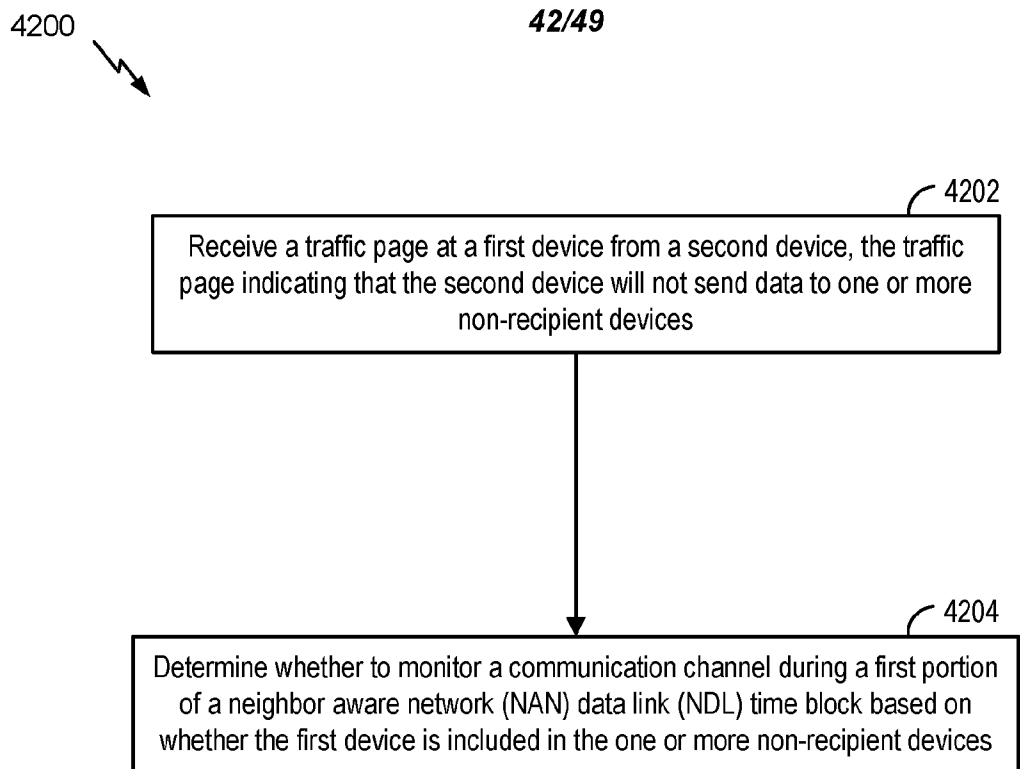 4200
42/49
4202
Receive a traffic page at a first device from a second device, the traffic
page indicating that the second device will not send data to one or more
non-recipient devices
4204
Determine whether to monitor a communication channel during a first portion
of a neighbor aware network (NAN) data link (NDL) time block based on
whether the first device is included in the one or more non-recipient devices